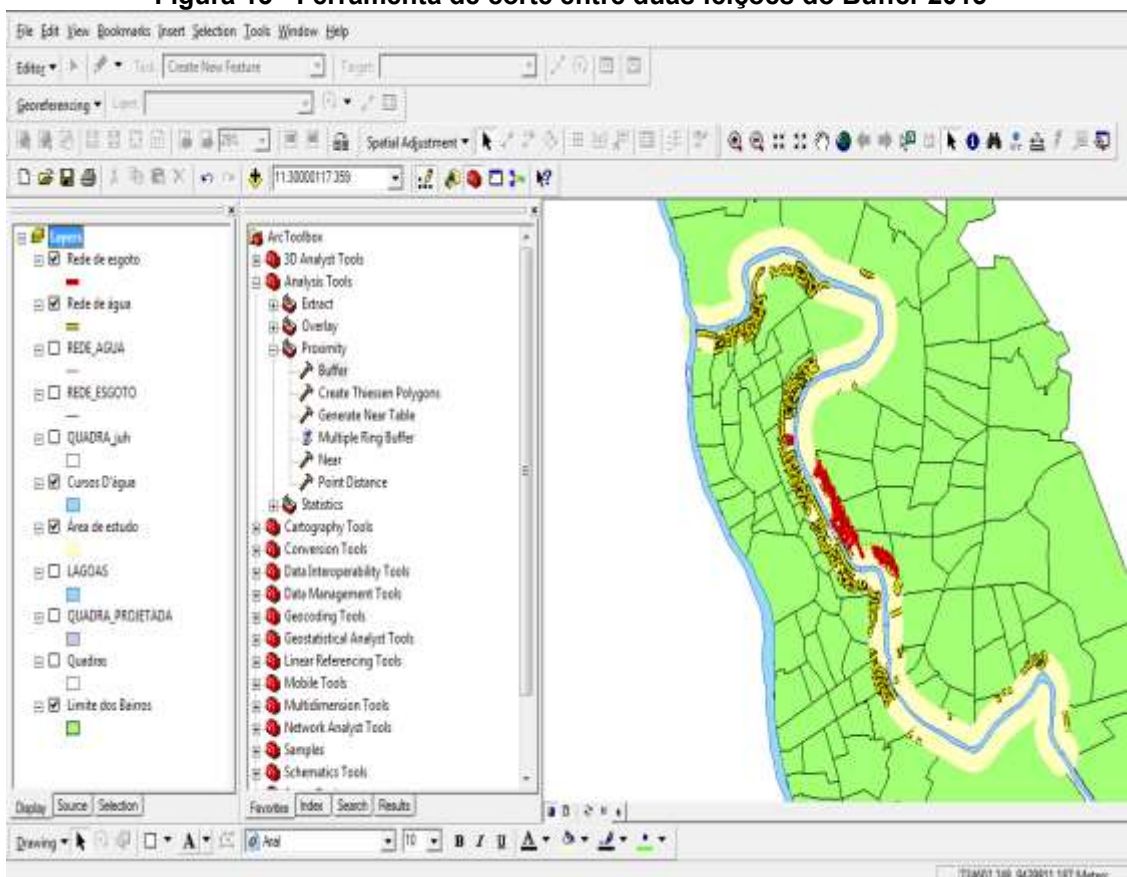 Figura 16 - Ferramenta de corte entre duas feições do Buffer 2015
File Edit View Bookmarks Insert Selection Tools Window Help
Editor Task: Create New Feature Target:
Georeferencing Layer:
Spatial Adjustment
Layers
Rede de esgoto
Rede de água
REDE_AGUA
REDE_ESGOTO
QUADRA_juh
Cursos D'água
Área de estudo
LAGOAS
QUADRA_PROJETADA
Quadras
Limite dos Bairros
Display Source Selection
ArcToolbox
3D Analyst Tools
Analysis Tools
Extract
Overlay
Proximity
Buffer
Create Thiessen Polygons
Generate Near Table
Multiple Ring Buffer
Near
Point Distance
Statistics
Cartography Tools
Conversion Tools
Data Interoperability Tools
Data Management Tools
Geocoding Tools
Geostatistical Analyst Tools
Linear Referencing Tools
Mobile Tools
Multidimension Tools
Network Analyst Tools
Samples
Schematics Tools
Favorites Index Search Results
Drawing A Arial 10 B I U A